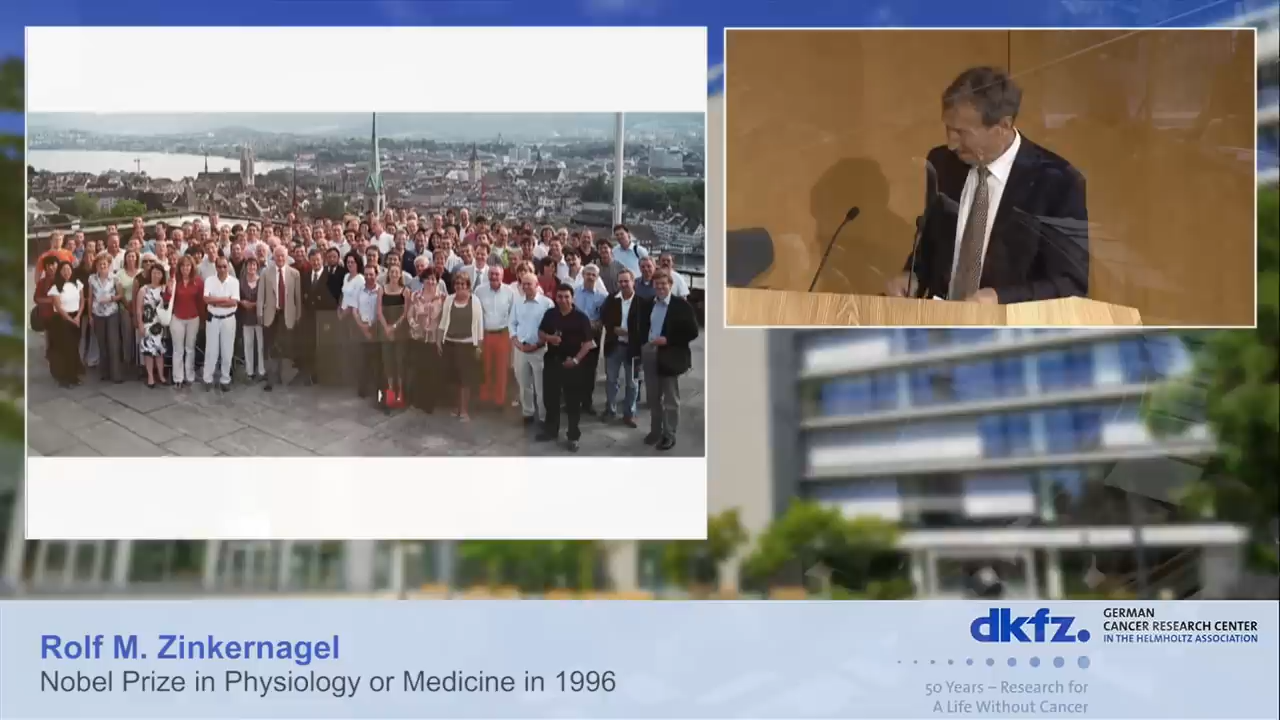 Rolf M. Zinkernagel
Nobel Prize in Physiology or Medicine in 1996
dkfz.
GERMAN
CANCER RESEARCH CENTER
IN THE HELMHOLTZ ASSOCIATION
50 Years – Research for
A Life Without Cancer